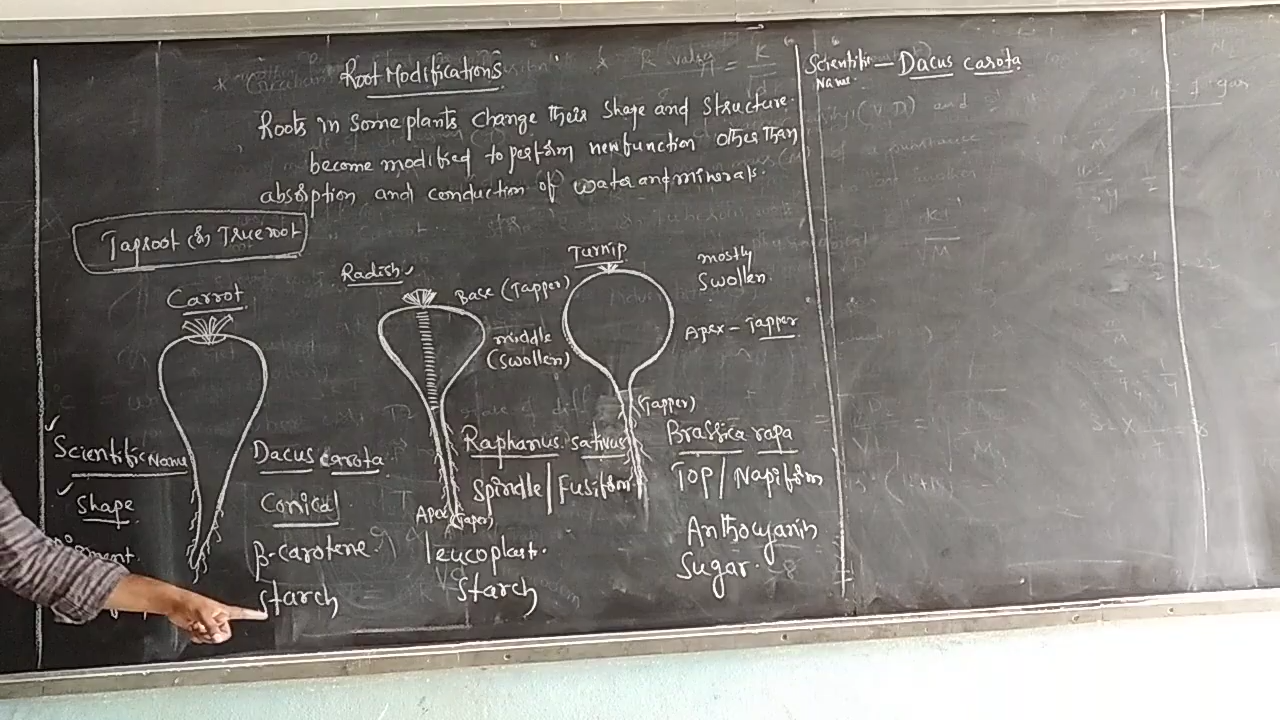 Root Modifications
Roots in Some plants change their shape and structure.
become modified to perform new function other than
absorption and conduction of water and minerals.
Scientific Name - Dacus carota
Taproot & True root
Carrot
Radish
Base (Tapper)
middle
(Swollen)
Turnip
mostly
Swollen
Apex - Tapper
(Tapper)
Scientific Name Dacus carota Raphanus sativus Brassica rapa
Shape Conical Spindle/Fusiform Top/Napiform
Apex (Taper)
β-carotene leucoplast. Anthocyanin
Starch Starch Sugar.